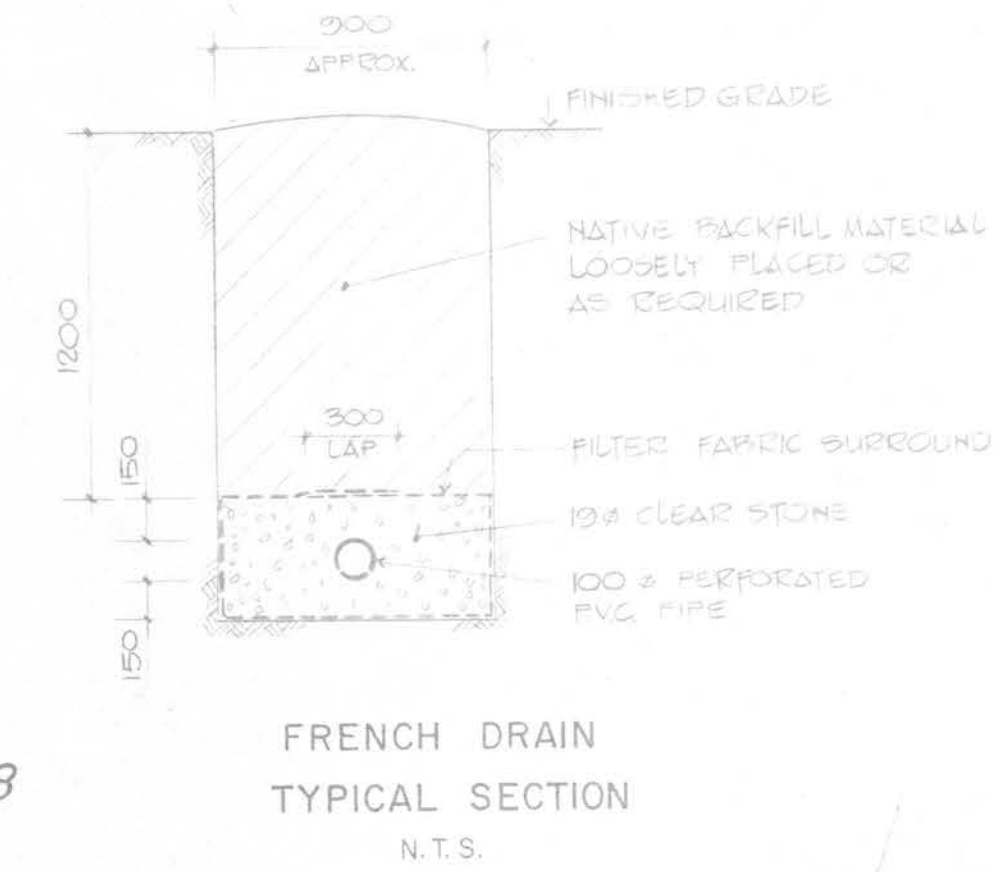 900
APPROX.
FINISHED GRADE
NATIVE BACKFILL MATERIAL
LOOSELY PLACED OR
AS REQUIRED
1200
300
LAP
150
FILTER FABRIC SURROUND
19ø CLEAR STONE
100 ø PERFORATED
PVC PIPE
150
FRENCH DRAIN
TYPICAL SECTION
N.T.S.
8